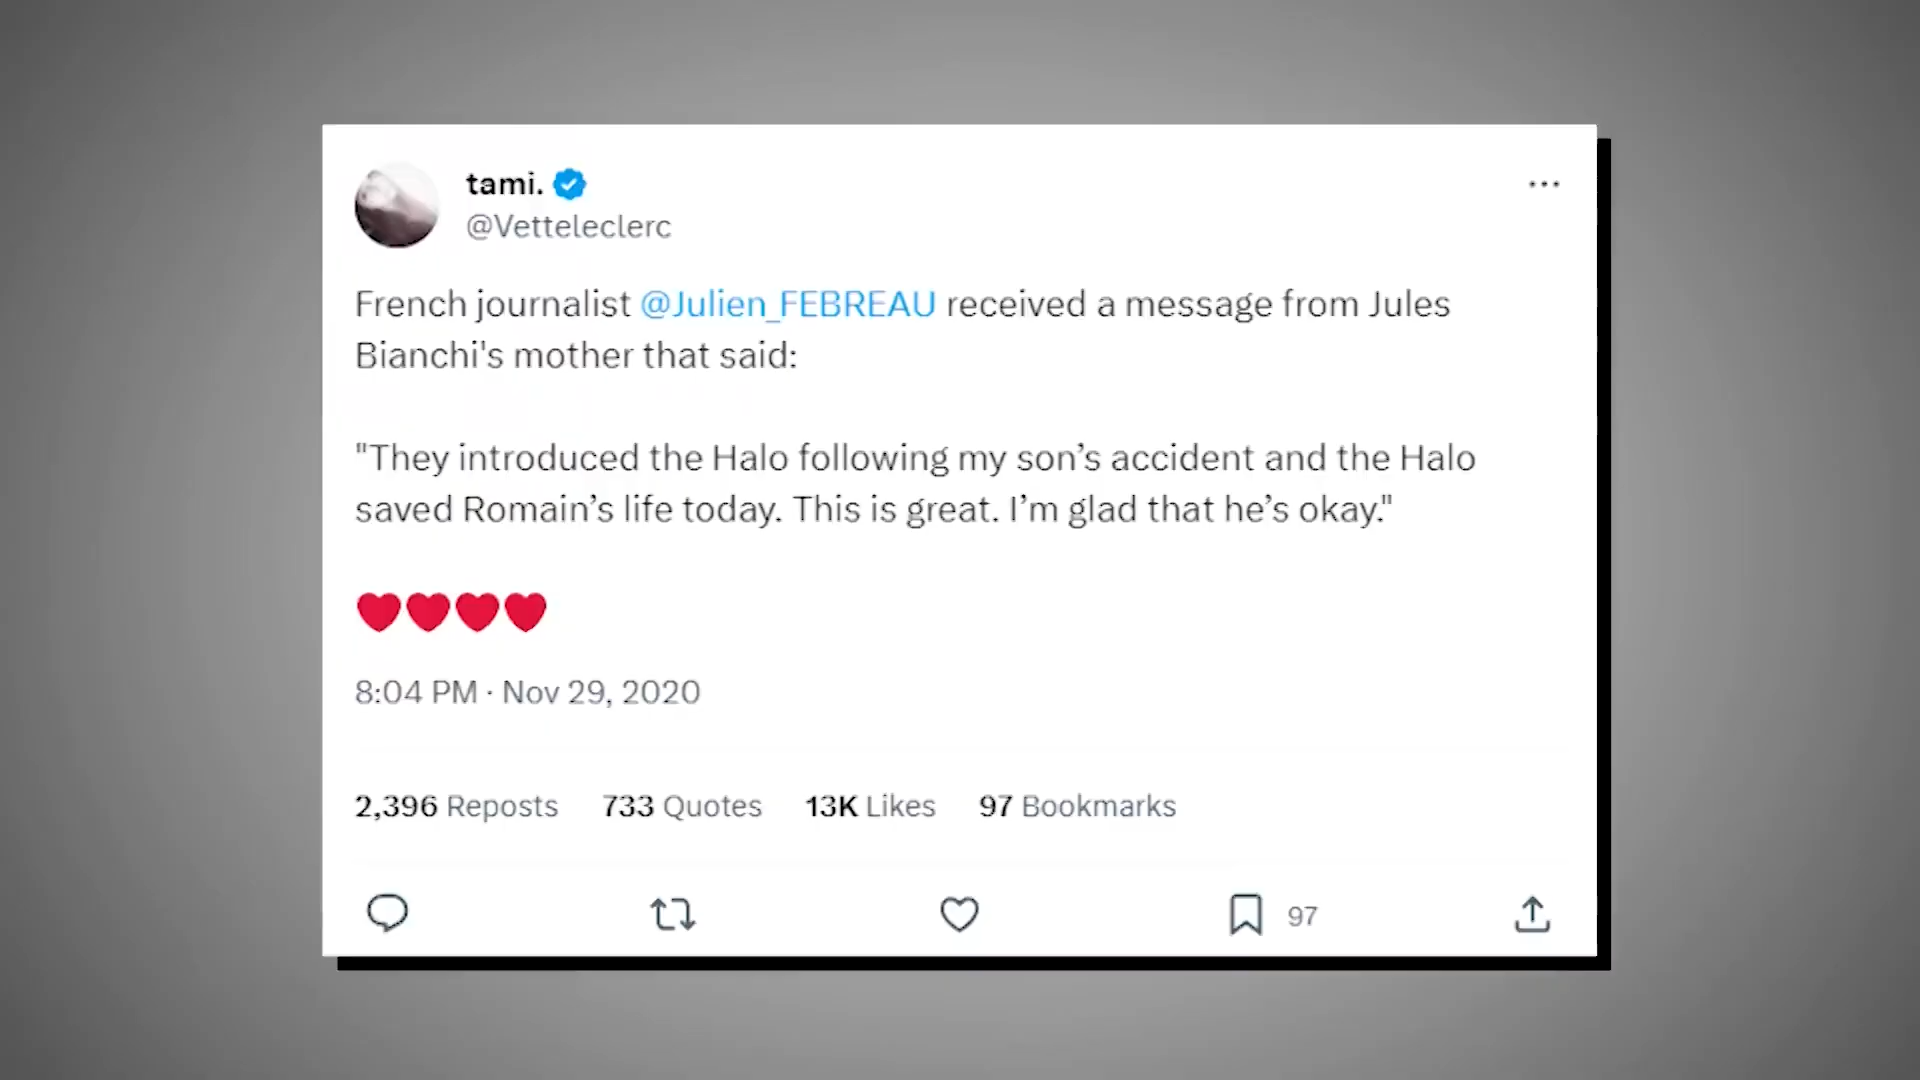 tami.
@Vetteleclerc
French journalist @Julien_FEBREAU received a message from Jules
Bianchi's mother that said:
"They introduced the Halo following my son’s accident and the Halo
saved Romain’s life today. This is great. I’m glad that he’s okay."
8:04 PM · Nov 29, 2020
2,396 Reposts 733 Quotes 13K Likes 97 Bookmarks
97